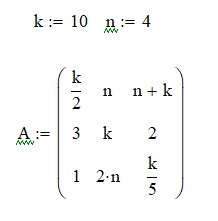 k := 10 n := 4
A := ( k/2 n n + k
3 k 2
1 2·n k/5 )